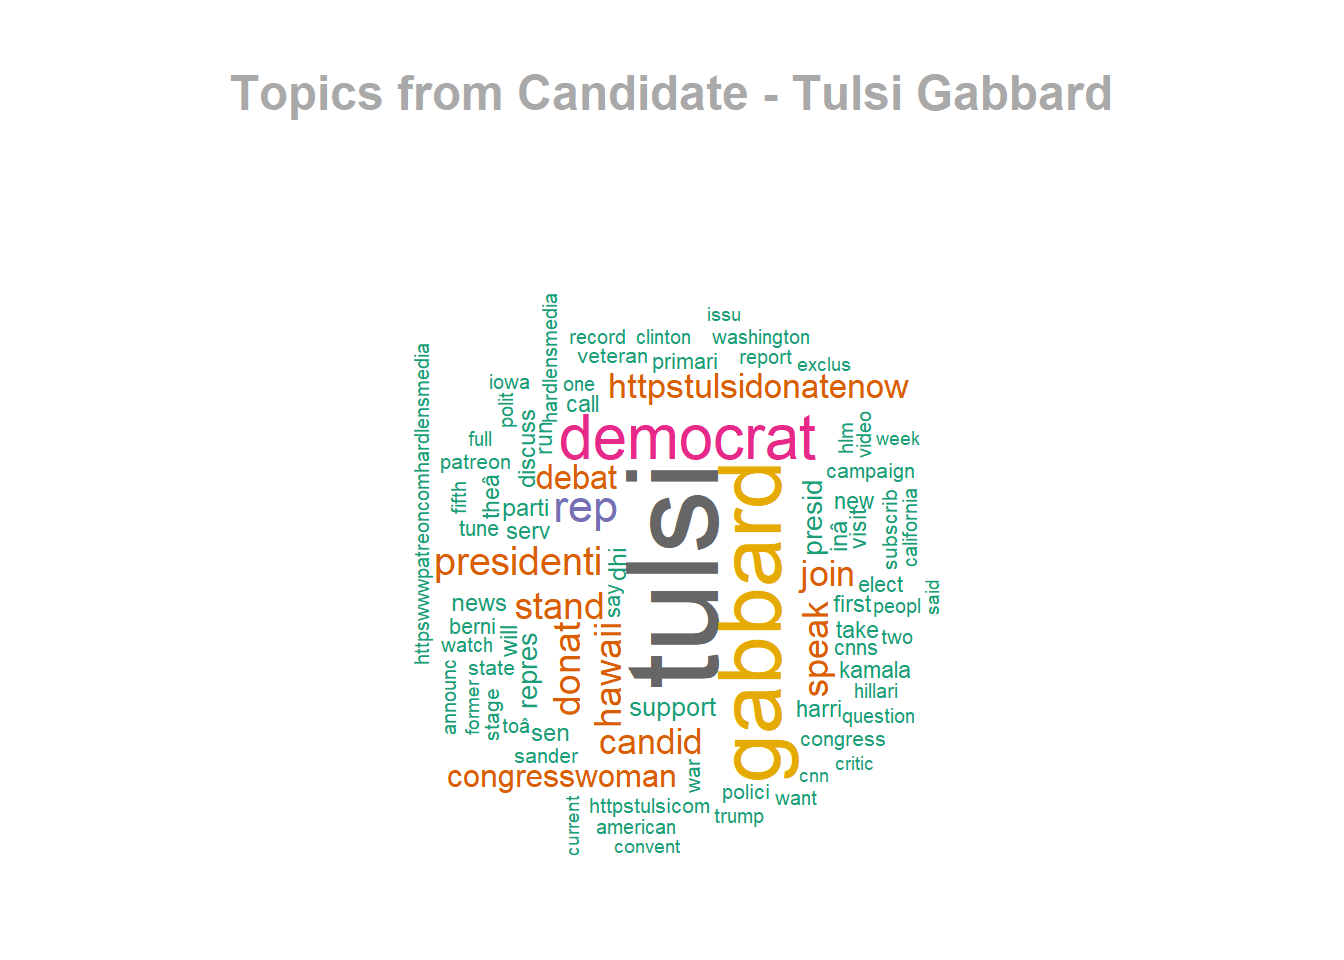 Topics from Candidate - Tulsi Gabbard
issu
record clinton washington
veteran primari report exclus
iowa one httpstulsidonatenow
call
polit
hardlensmedia
httpswwwpatreoncomhardlensmedia
full discuss run democrat hlm video week
patreon debat tulsi gabbard campaign
fifth theâ parti rep presid new
tune serv inâ visit subscrib california
presidenti dhi join elect
news stand say first peopl said
berni will donat hawaii speak take two
watch cnns
state repres kamala
announc former stage support hillari
toâ sen harri question
candid congress
sander critic
congresswoman war cnn
polici want
httpstulsicom trump
current american
convent